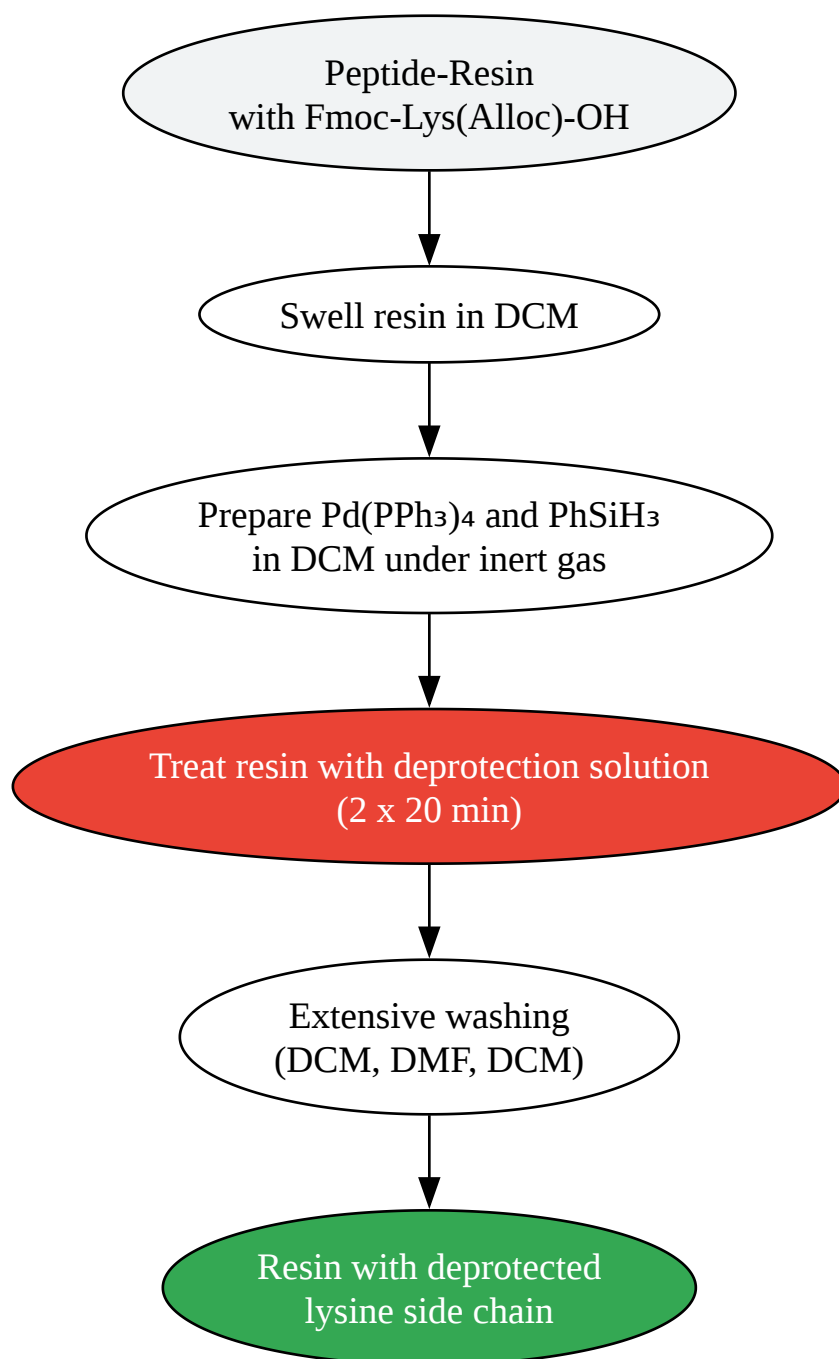 Peptide-Resin
with Fmoc-Lys(Alloc)-OH
Swell resin in DCM
Prepare Pd(PPh₃)₄ and PhSiH₃
in DCM under inert gas
Treat resin with deprotection solution
(2 x 20 min)
Extensive washing
(DCM, DMF, DCM)
Resin with deprotected
lysine side chain